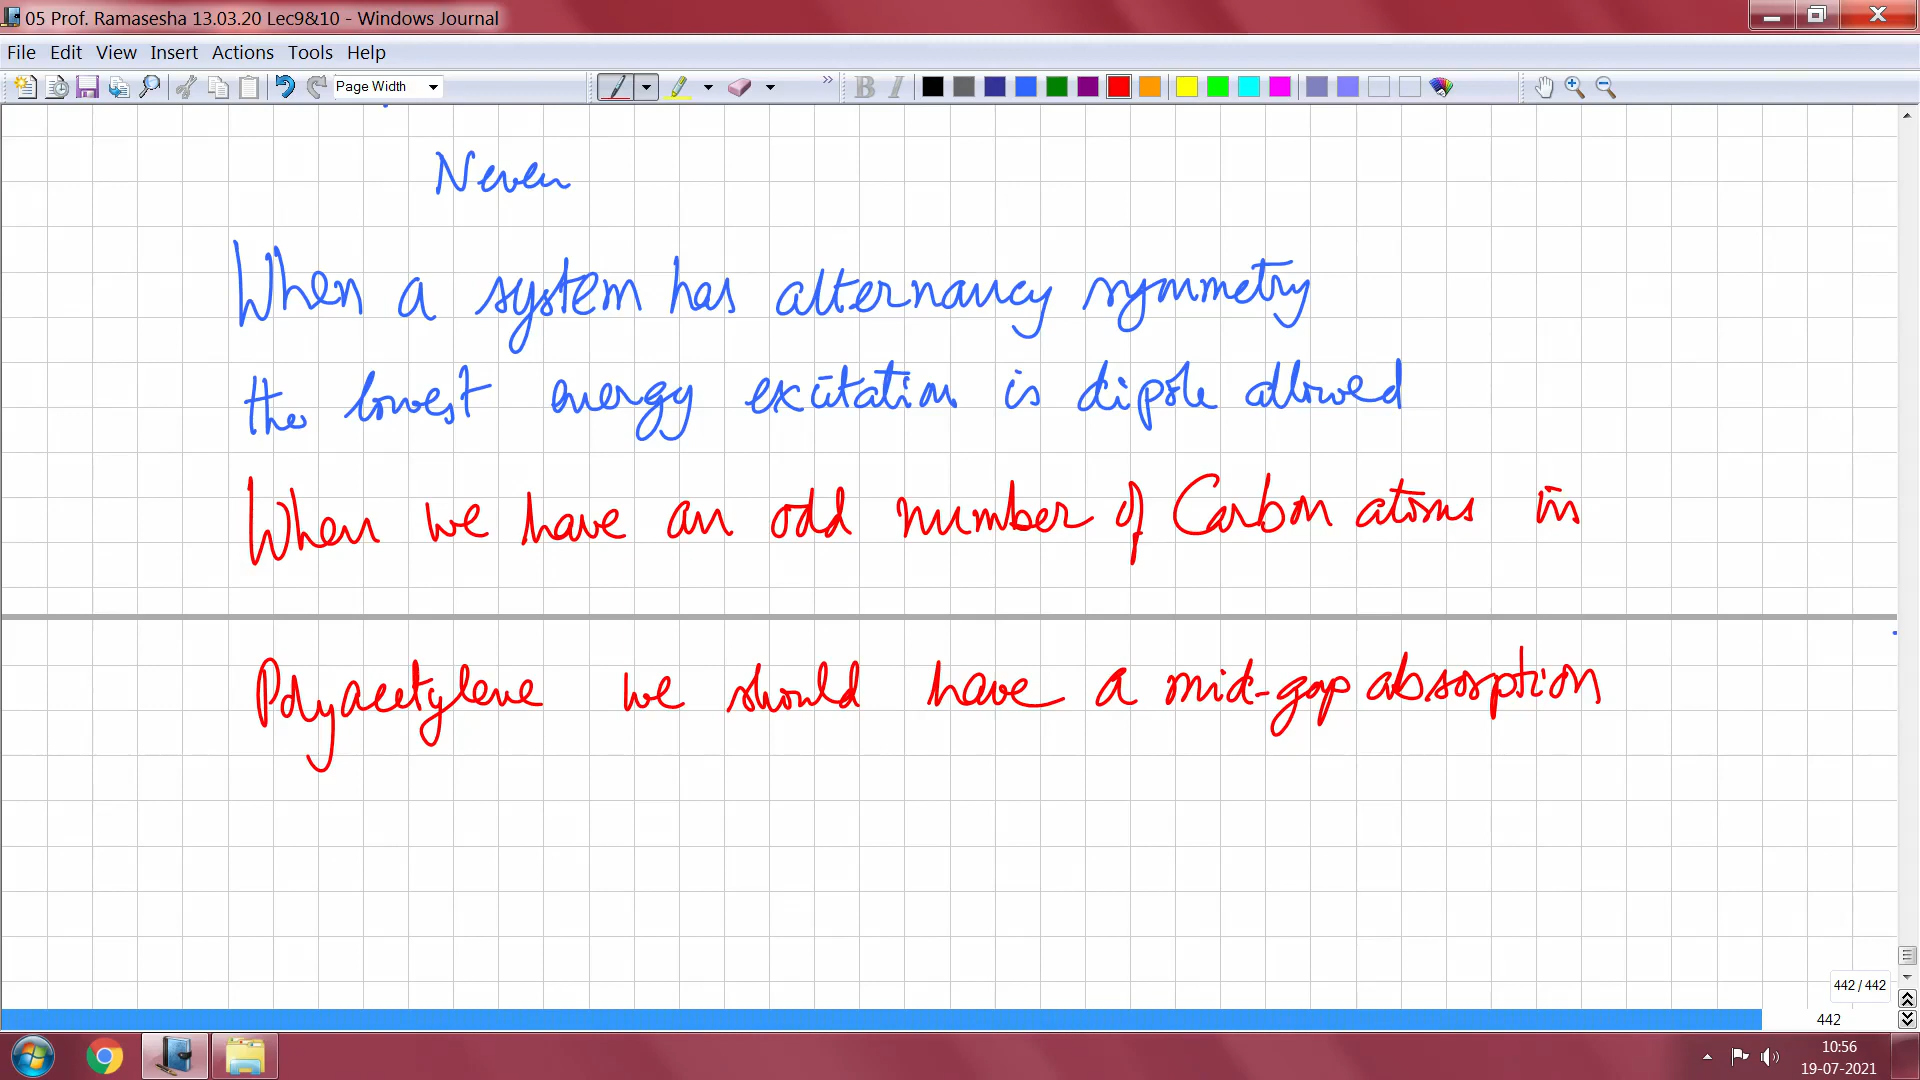 05 Prof. Ramasesha 13.03.20 Lec9&10 - Windows Journal
File Edit View Insert Actions Tools Help
Page Width
B I
Never
When a system has alternancy symmetry
the lowest energy excitation is dipole allowed
When we have an odd number of Carbon atoms in
Polyacetylene we should have a mid-gap absorption
442 / 442
442
10:56
19-07-2021